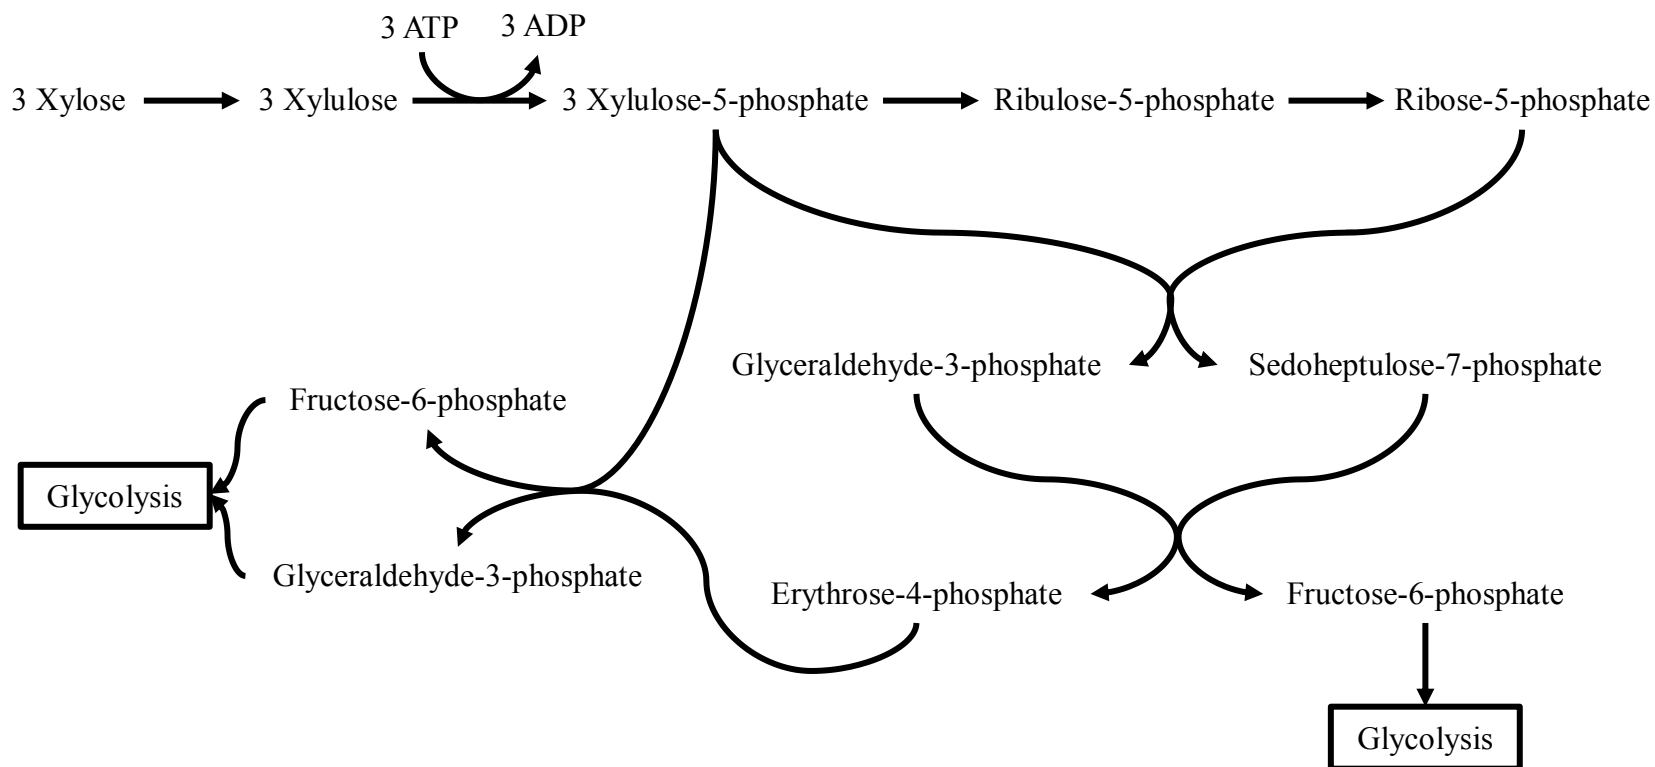 3 ATP 3 ADP
3 Xylose 3 Xylulose 3 Xylulose-5-phosphate Ribulose-5-phosphate Ribose-5-phosphate
Glyceraldehyde-3-phosphate Sedoheptulose-7-phosphate
Fructose-6-phosphate
Glycolysis
Glyceraldehyde-3-phosphate
Erythrose-4-phosphate Fructose-6-phosphate
Glycolysis